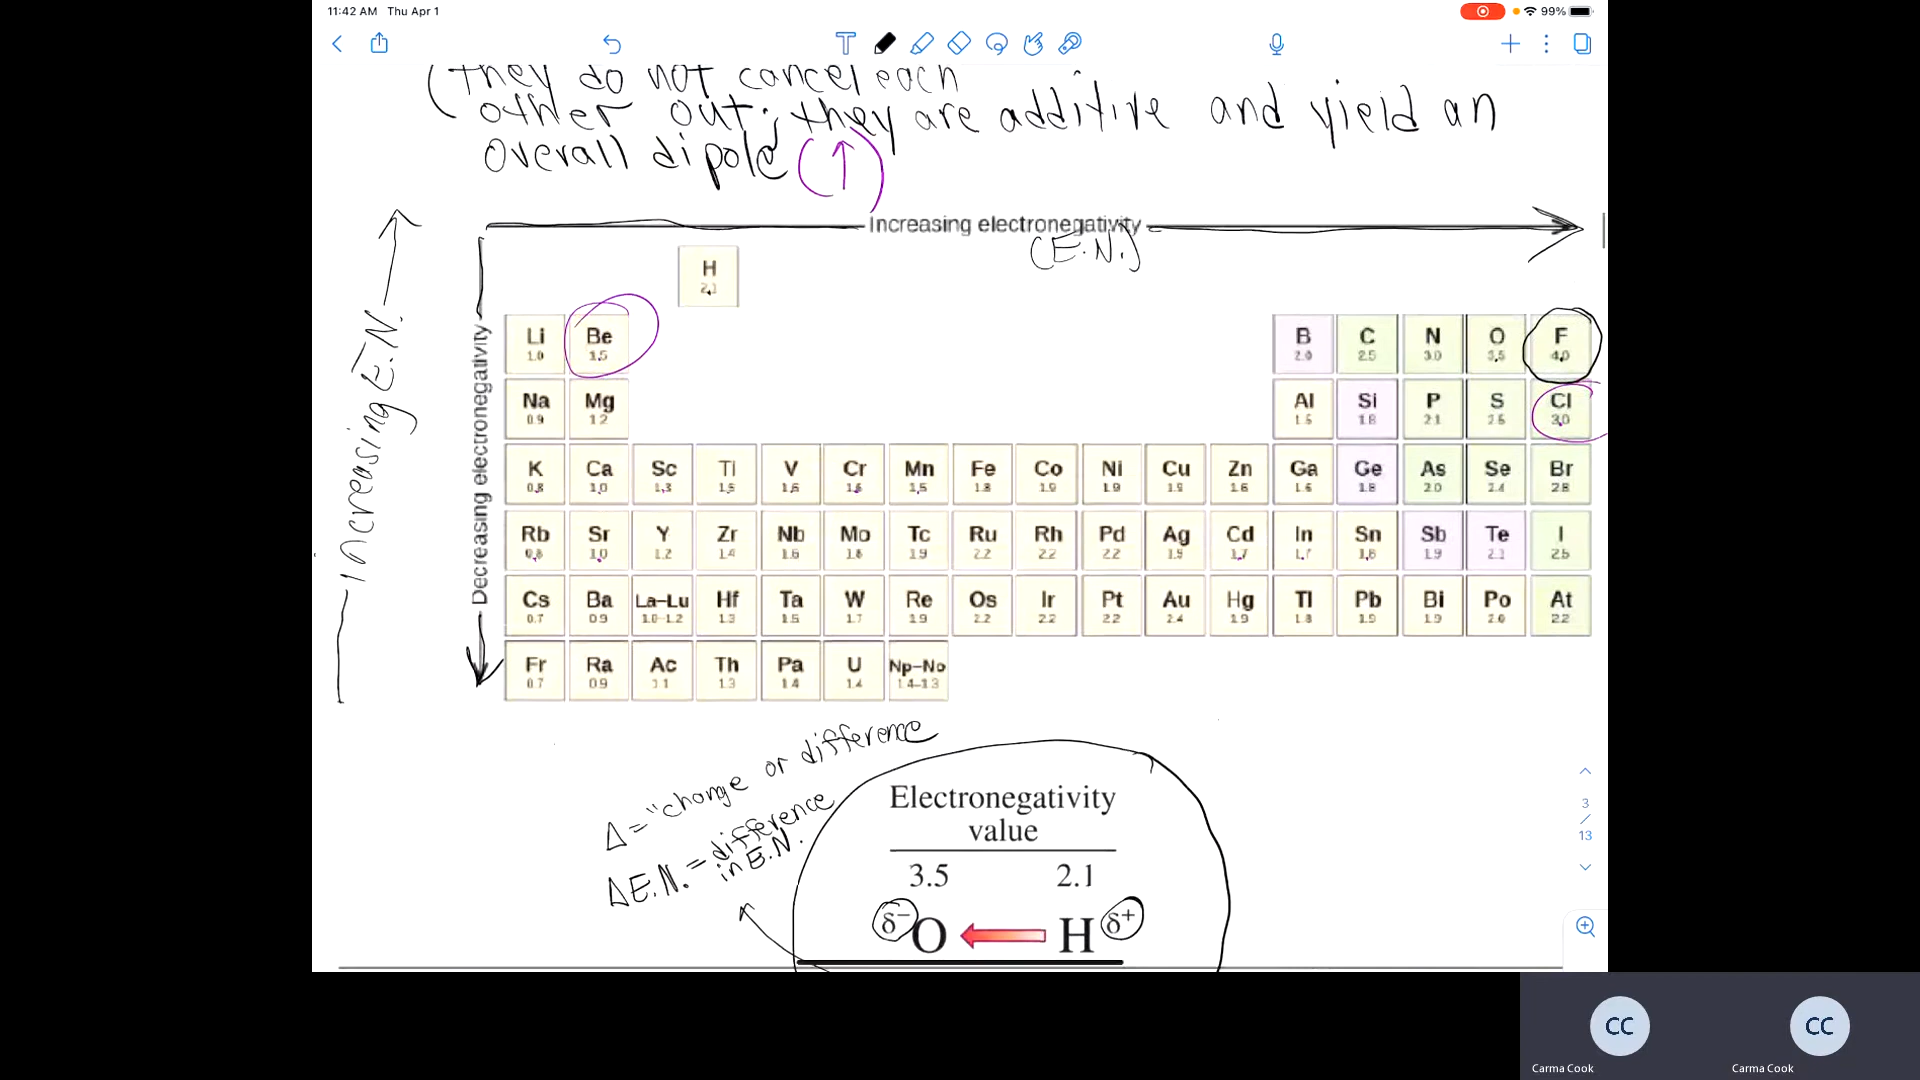 11:42 AM Thu Apr 1
99%
(They do not cancel each
other out; they are additive and yield an
overall dipole (↑)
Increasing electronegativity
(E.N.)
Increasing E.N.
Decreasing electronegativity
H
2.1
Li Be B C N O F
1.0 1.5 2.0 2.5 3.0 3.5 4.0
Na Mg Al Si P S Cl
0.9 1.2 1.5 1.8 2.1 2.5 3.0
K Ca Sc Ti V Cr Mn Fe Co Ni Cu Zn Ga Ge As Se Br
0.8 1.0 1.3 1.5 1.6 1.6 1.5 1.8 1.9 1.9 1.9 1.6 1.6 1.8 2.0 2.4 2.8
Rb Sr Y Zr Nb Mo Tc Ru Rh Pd Ag Cd In Sn Sb Te I
0.8 1.0 1.2 1.4 1.6 1.8 1.9 2.2 2.2 2.2 1.9 1.7 1.7 1.8 1.9 2.1 2.5
Cs Ba La–Lu Hf Ta W Re Os Ir Pt Au Hg Tl Pb Bi Po At
0.7 0.9 1.0–1.2 1.3 1.5 1.7 1.9 2.2 2.2 2.2 2.4 1.9 1.8 1.9 1.9 2.0 2.2
Fr Ra Ac Th Pa U Np–No
0.7 0.9 1.1 1.3 1.4 1.4 1.4–1.3
Δ = "change or difference
ΔE.N. = difference
in E.N.
Electronegativity
value
3.5 2.1
δ− O H δ+
3
/
13
CC CC
Carma Cook Carma Cook